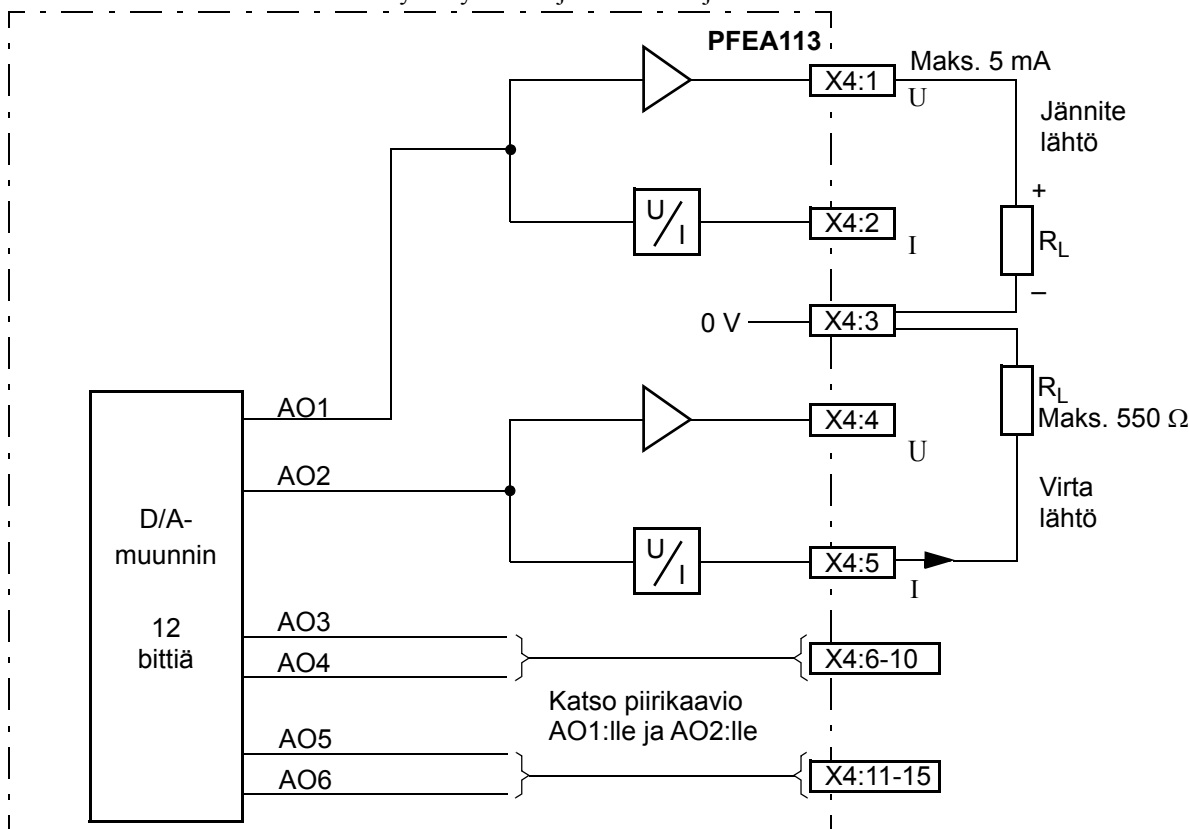 PFEA113
X4:1
Maks. 5 mA
U
Jännite
lähtö
+
U/I
X4:2
I
RL
–
0 V
X4:3
RL
Maks. 550 Ω
AO1
X4:4
U
AO2
Virta
lähtö
D/A-
muunnin
12
bittiä
U/I
X4:5
I
AO3
AO4
X4:6-10
Katso piirikaavio
AO1:lle ja AO2:lle
AO5
AO6
X4:11-15